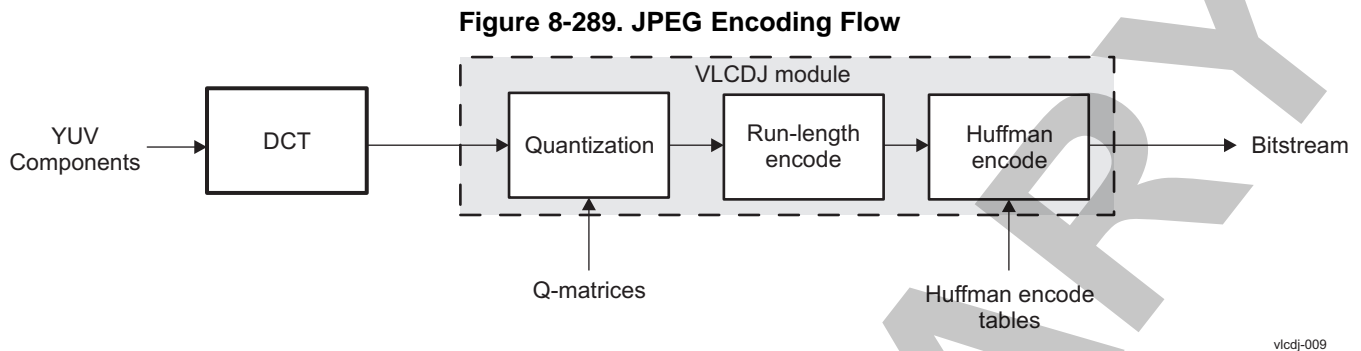 Figure 8-289. JPEG Encoding Flow
VLCDJ module
YUV
Components
DCT
Quantization
Run-length
encode
Huffman
encode
Bitstream
Q-matrices
Huffman encode
tables
vlcdj-009